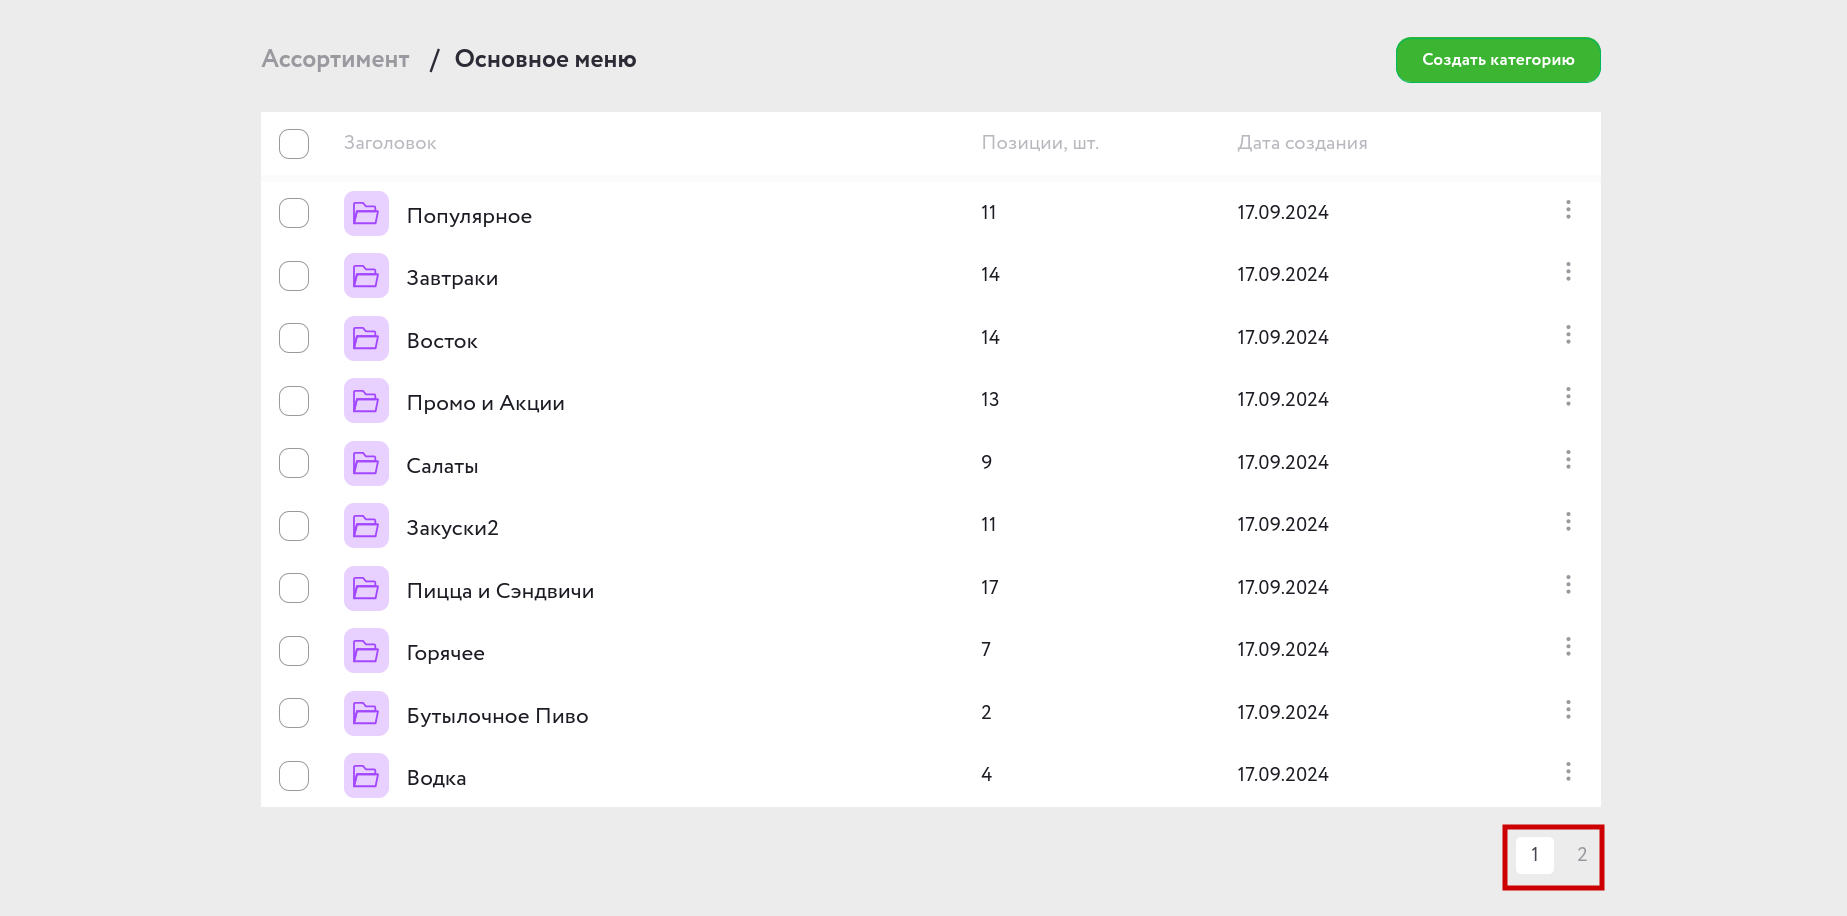 Ассортимент / Основное меню
Создать категорию
Заголовок Позиции, шт. Дата создания
Популярное 11 17.09.2024
Завтраки 14 17.09.2024
Восток 14 17.09.2024
Промо и Акции 13 17.09.2024
Салаты 9 17.09.2024
Закуски2 11 17.09.2024
Пицца и Сэндвичи 17 17.09.2024
Горячее 7 17.09.2024
Бутылочное Пиво 2 17.09.2024
Водка 4 17.09.2024
1 2